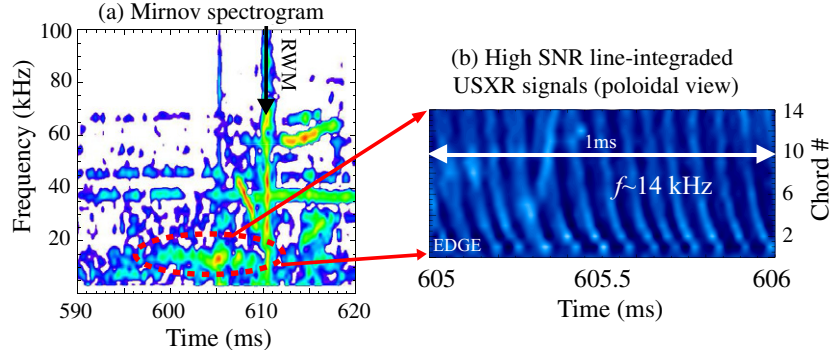 (a) Mirnov spectrogram
RWM
Frequency (kHz)
100
80
60
40
20
590
600
610
620
Time (ms)
(b) High SNR line-integraded
USXR signals (poloidal view)
1ms
f~14 kHz
EDGE
14
10
6
2
Chord #
605
605.5
606
Time (ms)